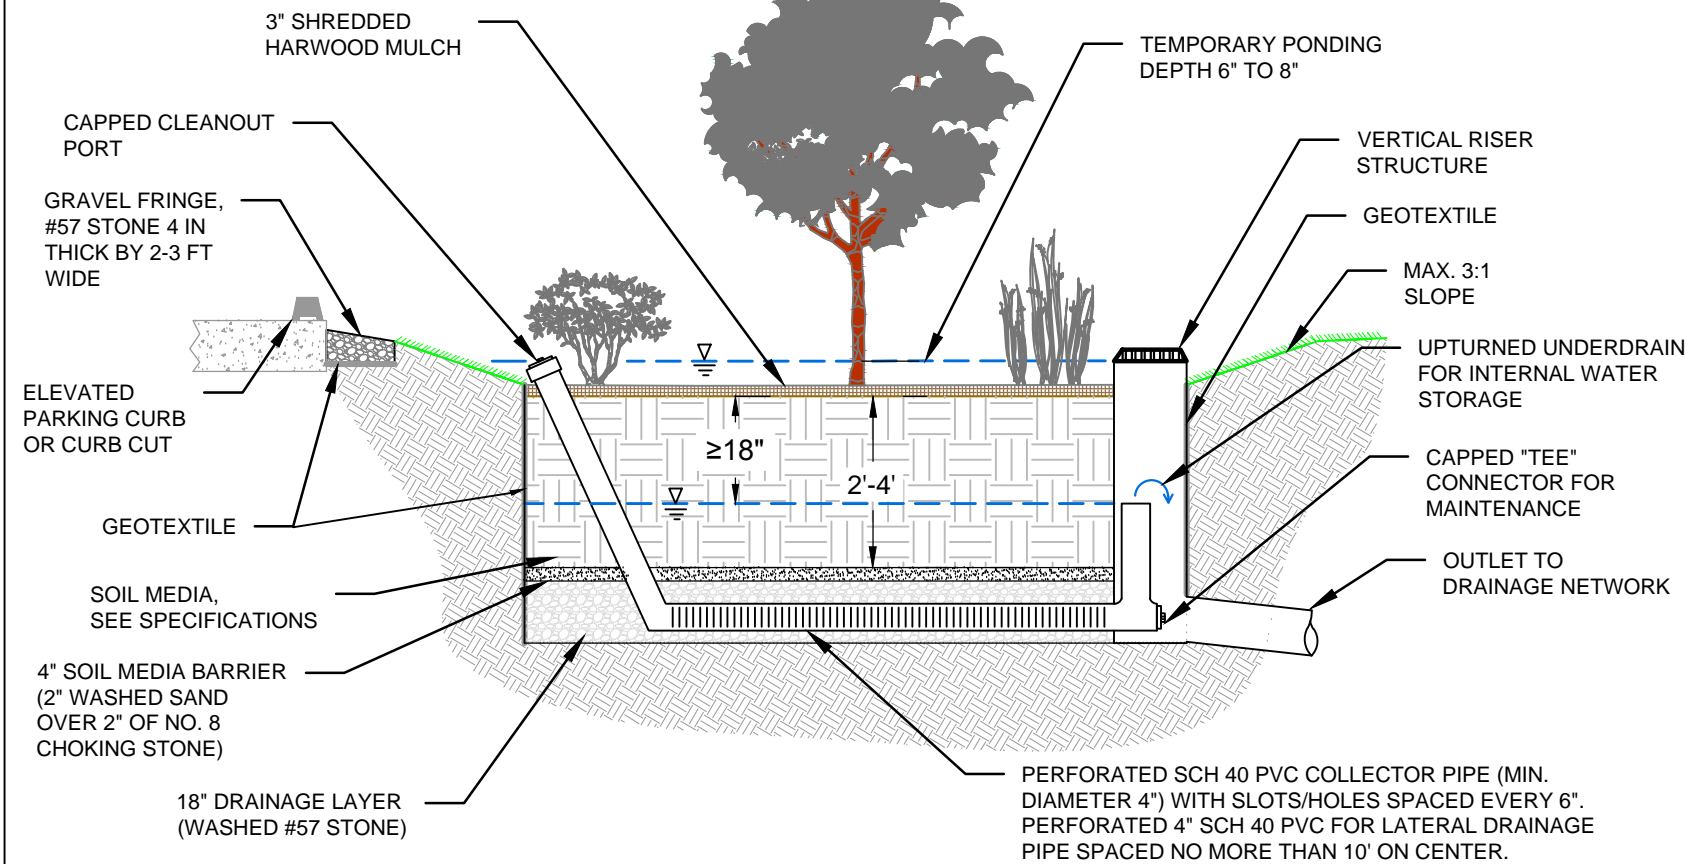 3" SHREDDED
HARWOOD MULCH
TEMPORARY PONDING
DEPTH 6" TO 8"
CAPPED CLEANOUT
PORT
VERTICAL RISER
STRUCTURE
GRAVEL FRINGE,
#57 STONE 4 IN
THICK BY 2-3 FT
WIDE
GEOTEXTILE
MAX. 3:1
SLOPE
UPTURNED UNDERDRAIN
FOR INTERNAL WATER
STORAGE
ELEVATED
PARKING CURB
OR CURB CUT
≥18"
2'-4'
CAPPED "TEE"
CONNECTOR FOR
MAINTENANCE
GEOTEXTILE
OUTLET TO
DRAINAGE NETWORK
SOIL MEDIA,
SEE SPECIFICATIONS
4" SOIL MEDIA BARRIER
(2" WASHED SAND
OVER 2" OF NO. 8
CHOKING STONE)
18" DRAINAGE LAYER
(WASHED #57 STONE)
PERFORATED SCH 40 PVC COLLECTOR PIPE (MIN.
DIAMETER 4") WITH SLOTS/HOLES SPACED EVERY 6".
PERFORATED 4" SCH 40 PVC FOR LATERAL DRAINAGE
PIPE SPACED NO MORE THAN 10' ON CENTER.